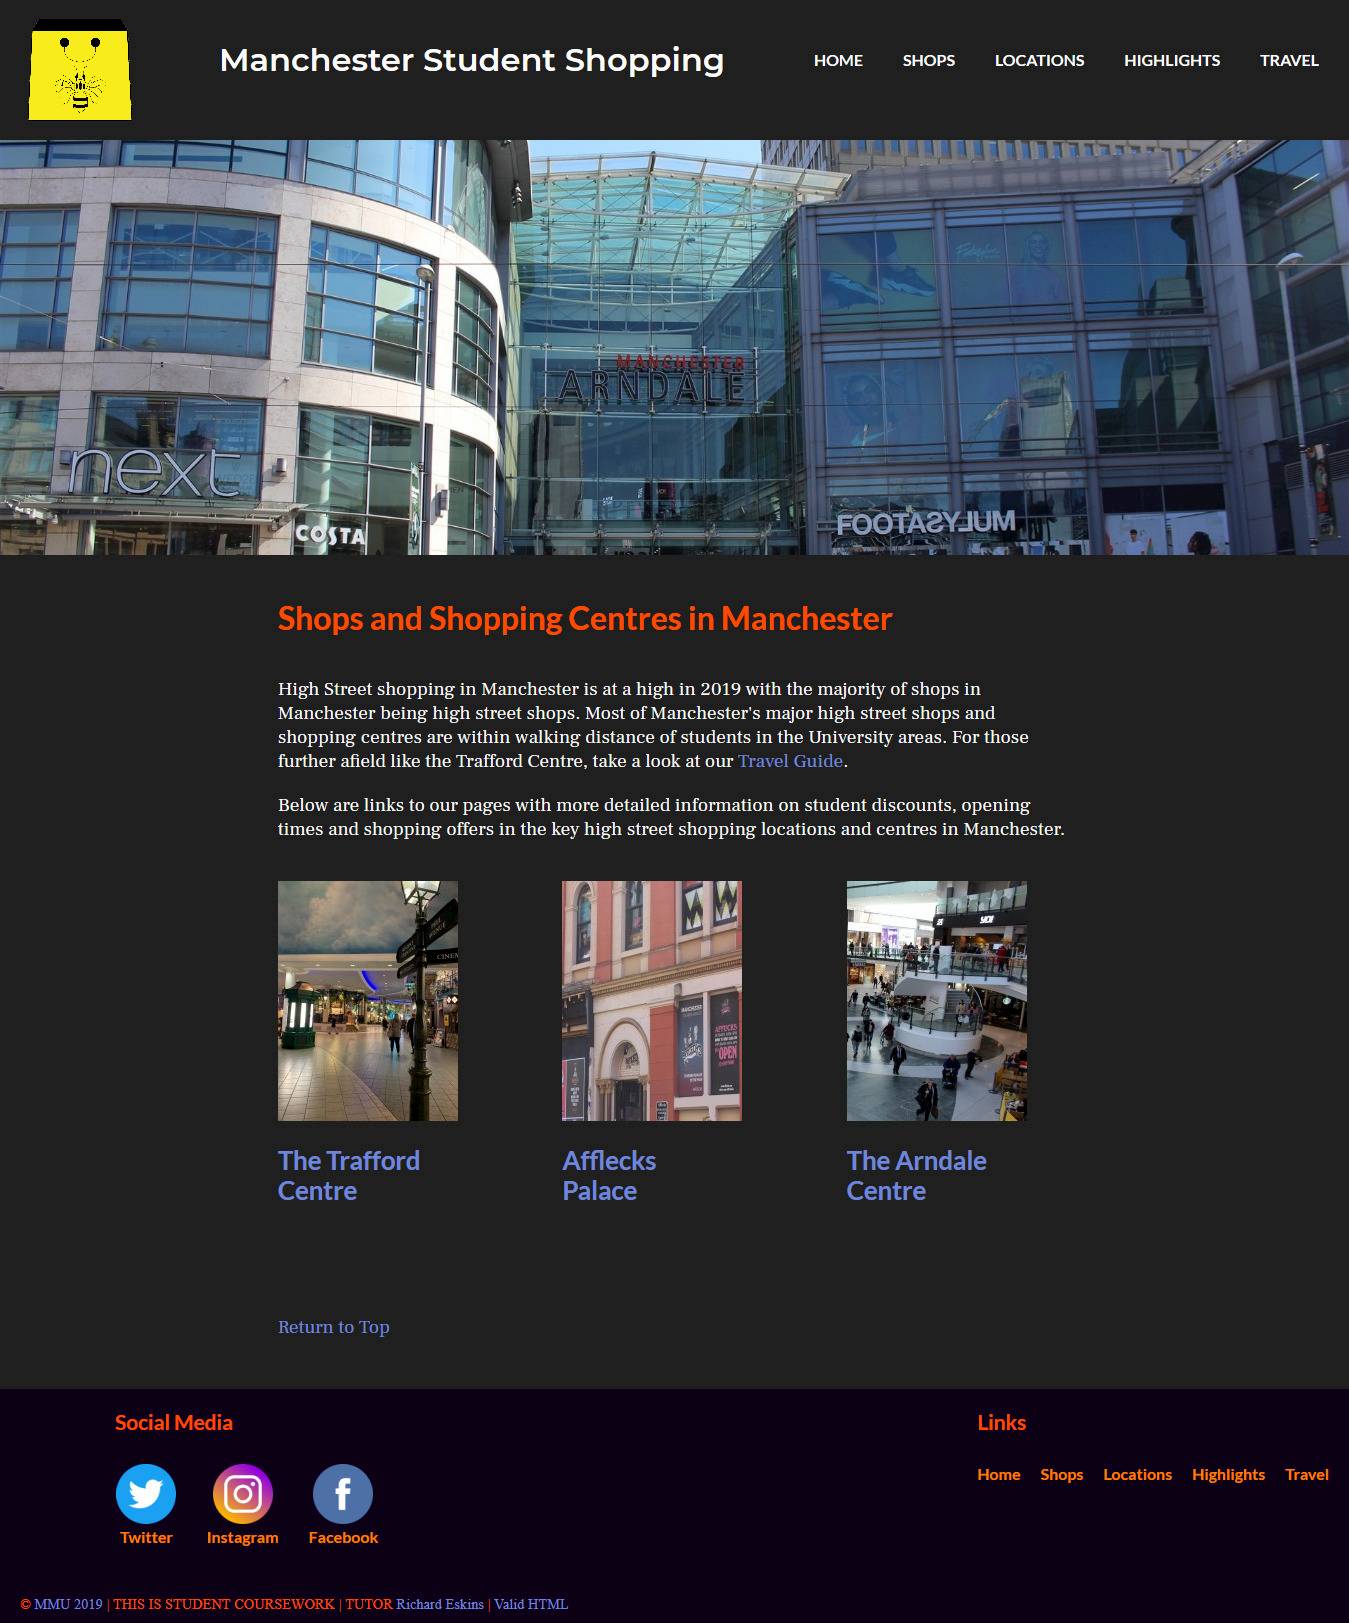 Manchester Student Shopping
HOME SHOPS LOCATIONS HIGHLIGHTS TRAVEL
MANCHESTER
ARNDALE
next
COSTA
FOOTASYLUM
Shops and Shopping Centres in Manchester
High Street shopping in Manchester is at a high in 2019 with the majority of shops in
Manchester being high street shops. Most of Manchester's major high street shops and
shopping centres are within walking distance of students in the University areas. For those
further afield like the Trafford Centre, take a look at our Travel Guide.
Below are links to our pages with more detailed information on student discounts, opening
times and shopping offers in the key high street shopping locations and centres in Manchester.
CINEM
AFFLECKS
OPEN
YO!
The Trafford
Centre
Afflecks
Palace
The Arndale
Centre
Return to Top
Social Media
Links
Home Shops Locations Highlights Travel
Twitter Instagram Facebook
© MMU 2019 | THIS IS STUDENT COURSEWORK | TUTOR Richard Eskins | Valid HTML